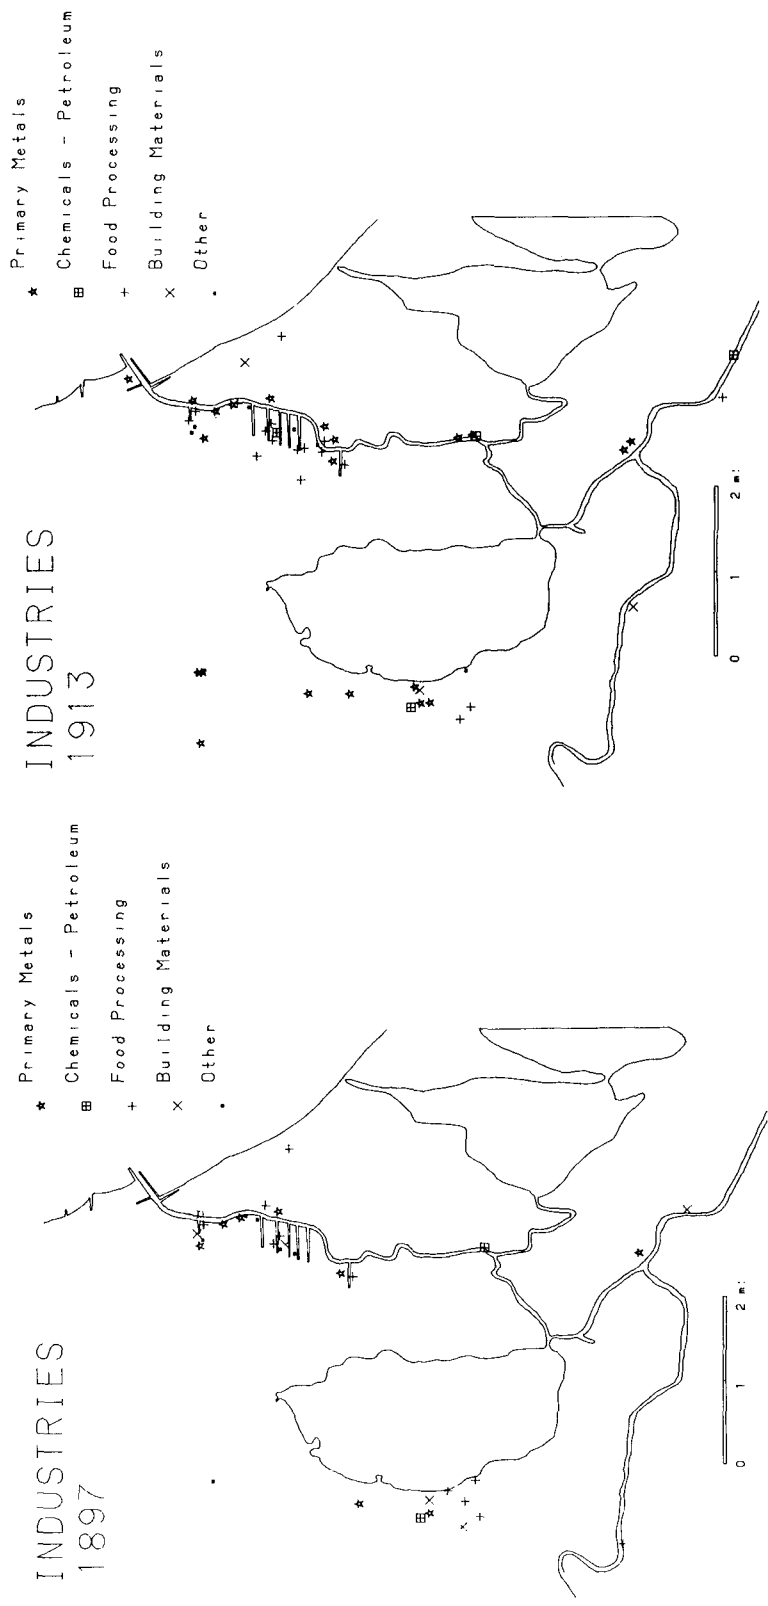 INDUSTRIES
1897
Primary Metals
Chemicals - Petroleum
Food Processing
Building Materials
Other
0 1 2 mi
INDUSTRIES
1913
Primary Metals
Chemicals - Petroleum
Food Processing
Building Materials
Other
0 1 2 mi